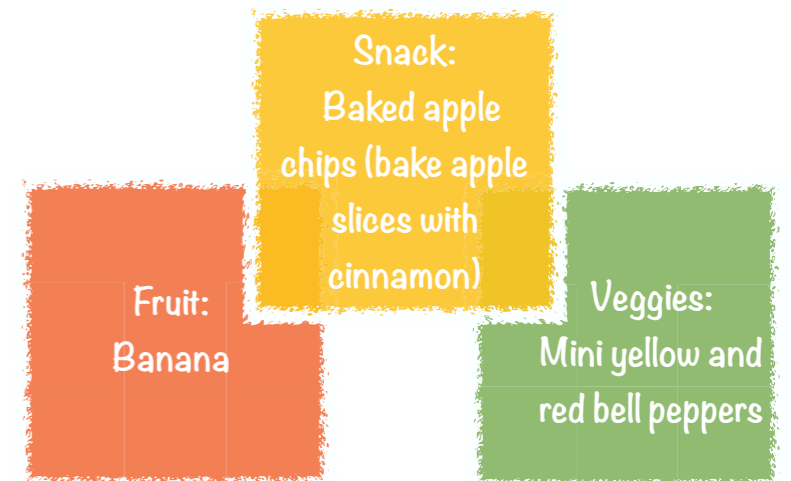 Snack:
Baked apple
chips (bake apple
slices with
cinnamon)
Fruit:
Banana
Veggies:
Mini yellow and
red bell peppers